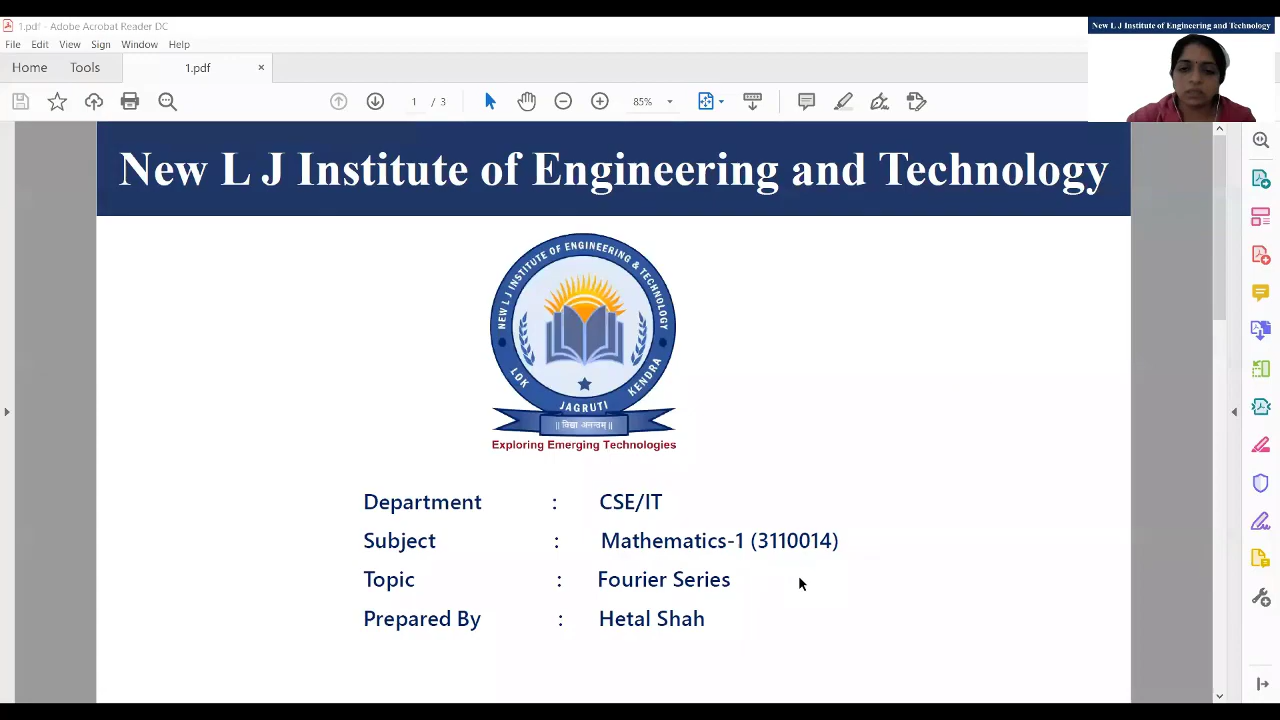 1.pdf - Adobe Acrobat Reader DC
File Edit View Sign Window Help
Home Tools 1.pdf ×
1 / 3 85%
New L J Institute of Engineering and Technology
New L J Institute of Engineering and Technology
NEW L J INSTITUTE OF ENGINEERING & TECHNOLOGY
LOK JAGRUTI KENDRA
॥ विद्या अनन्तम् ॥
Exploring Emerging Technologies
Department : CSE/IT
Subject : Mathematics-1 (3110014)
Topic : Fourier Series
Prepared By : Hetal Shah